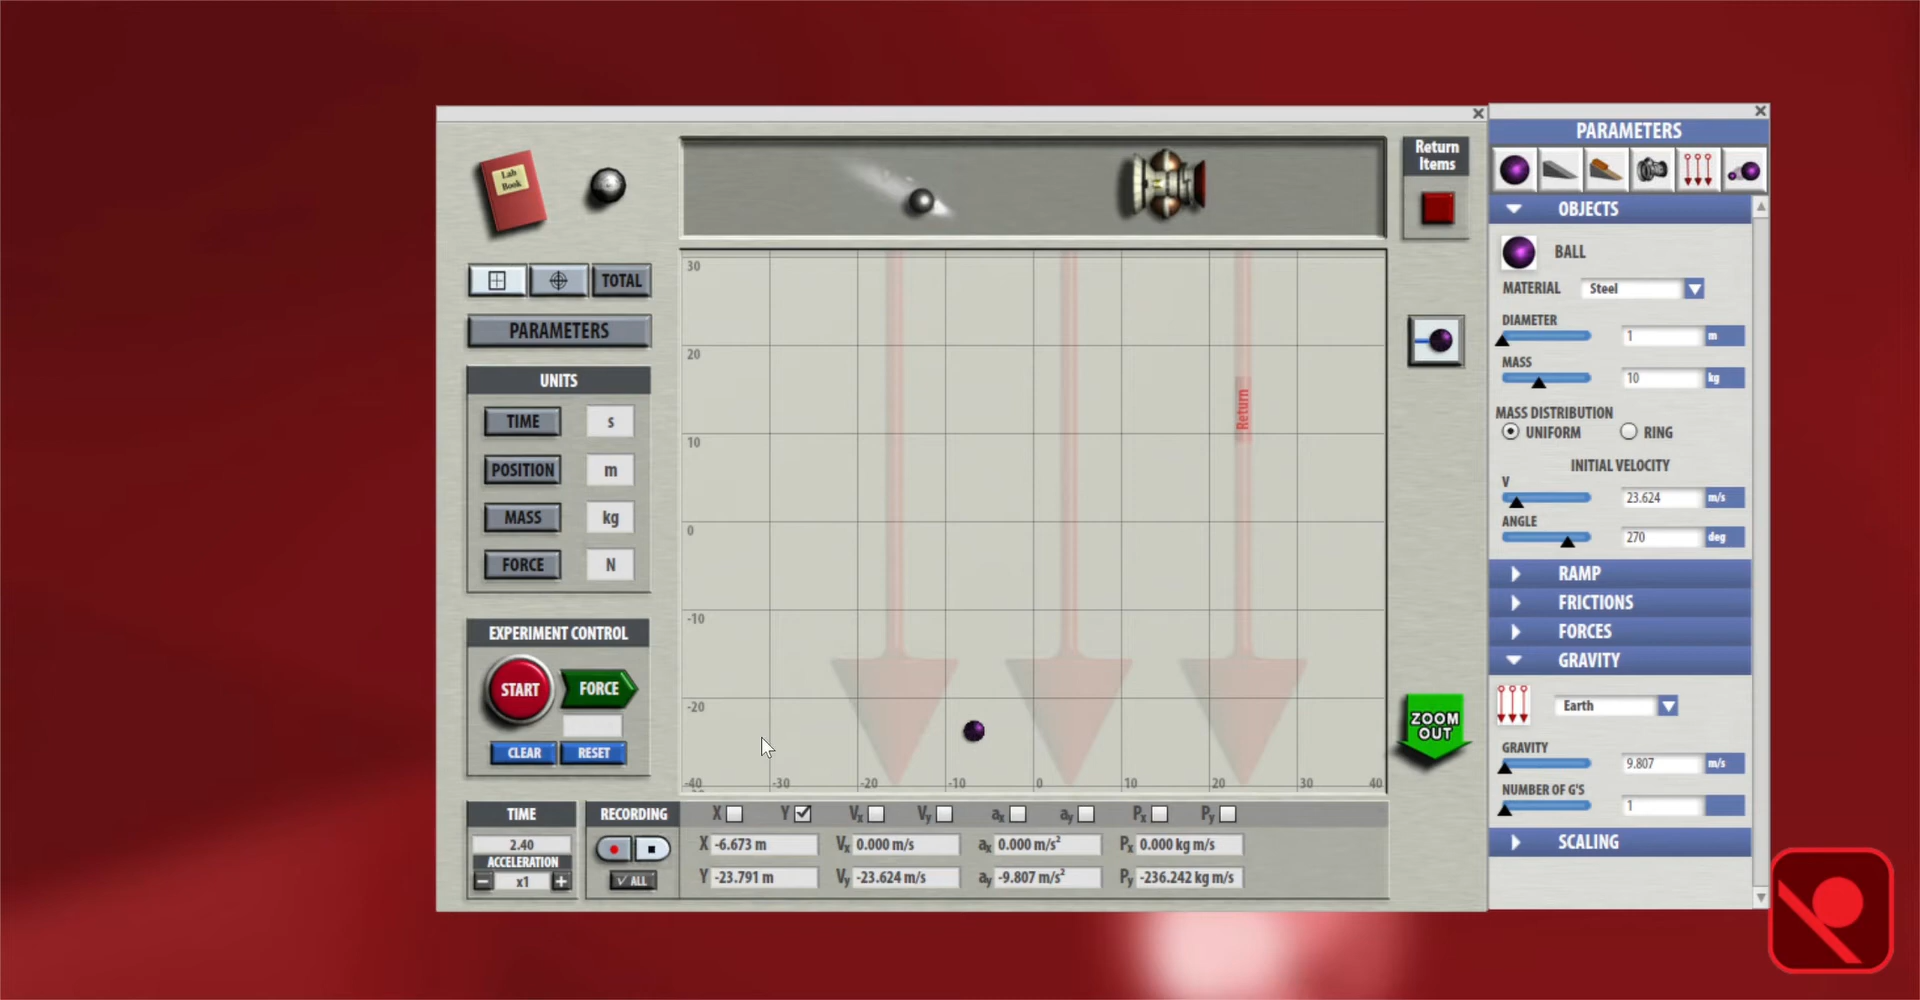 Lab
Book
Return
Items
TOTAL
PARAMETERS
UNITS
TIME s
POSITION m
MASS kg
FORCE N
EXPERIMENT CONTROL
START
FORCE
CLEAR
RESET
30
20
10
0
-10
-20
-40 -30 -20 -10 0 10 20 30 40
Return
ZOOM
OUT
TIME
2.40
ACCELERATION
x1
RECORDING
✓ ALL
X Y Vx Vy ax ay Px Py
X -6.673 m Vx 0.000 m/s ax 0.000 m/s² Px 0.000 kg m/s
Y -23.791 m Vy -23.624 m/s ay -9.807 m/s² Py -236.242 kg m/s
PARAMETERS
OBJECTS
BALL
MATERIAL Steel
DIAMETER
1 m
MASS
10 kg
MASS DISTRIBUTION
UNIFORM RING
INITIAL VELOCITY
V
23.624 m/s
ANGLE
270 deg
RAMP
FRICTIONS
FORCES
GRAVITY
Earth
GRAVITY
9.807 m/s
NUMBER OF G'S
1
SCALING